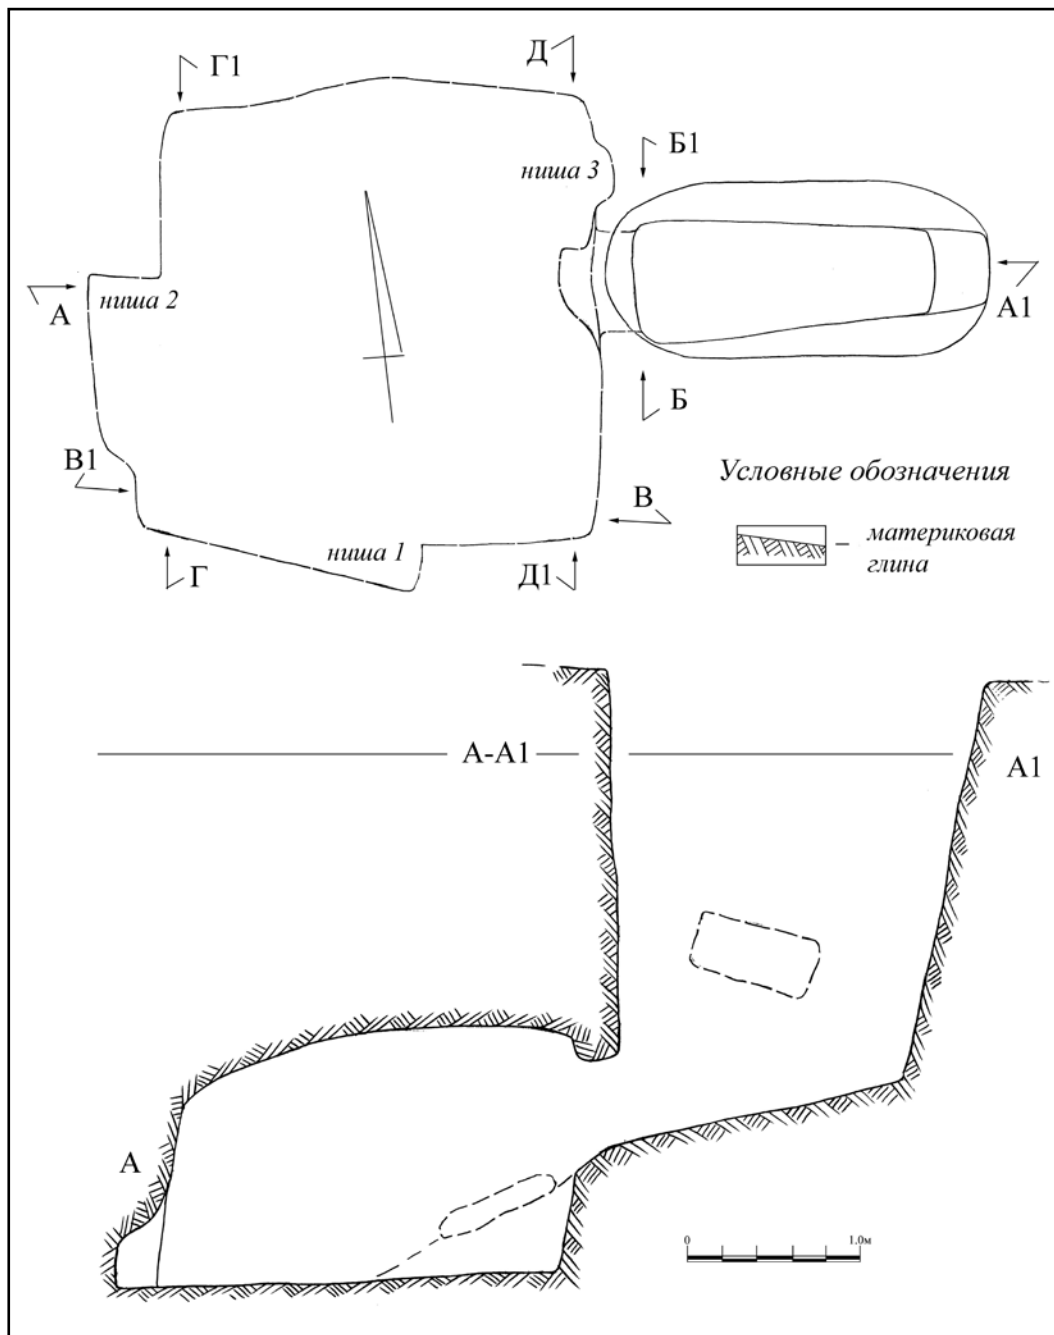 Г1
Д
Б1
ниша 3
А
ниша 2
А1
Б
В1
В
Условные обозначения
ниша 1
– материковая
глина
Г
Д1
А-А1
А1
А
0
1.0м